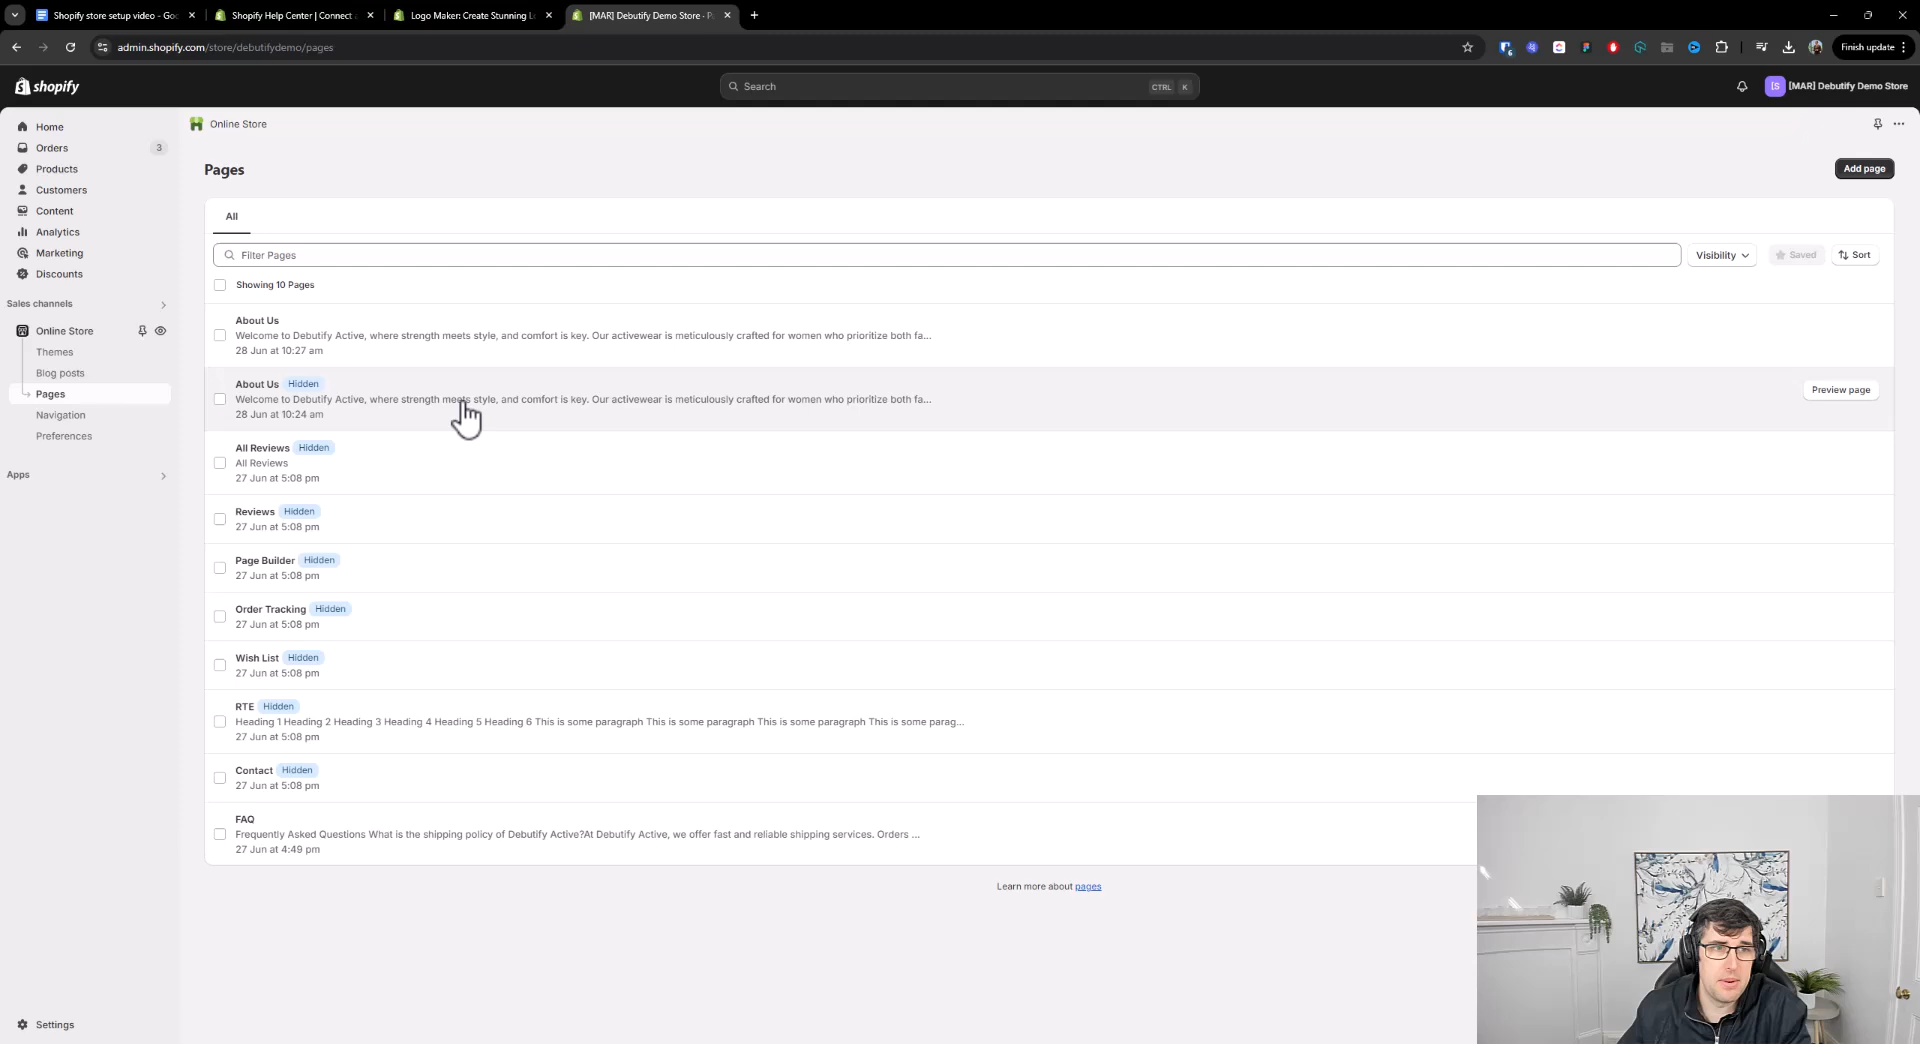 Shopify store setup video - Goo
Shopify Help Center | Connect a
Logo Maker: Create Stunning L
[MAR] Debutify Demo Store · P
admin.shopify.com/store/debutifydemo/pages
6
Finish update
shopify
Search
CTRL
K
[S
[MAR] Debutify Demo Store
Home
Orders
3
Products
Customers
Content
Analytics
Marketing
Discounts
Sales channels
Online Store
Themes
Blog posts
Pages
Navigation
Preferences
Apps
Settings
Online Store
Pages
Add page
All
Filter Pages
Visibility
Saved
Sort
Showing 10 Pages
About Us
Welcome to Debutify Active, where strength meets style, and comfort is key. Our activewear is meticulously crafted for women who prioritize both fa...
28 Jun at 10:27 am
About Us Hidden
Welcome to Debutify Active, where strength meets style, and comfort is key. Our activewear is meticulously crafted for women who prioritize both fa...
28 Jun at 10:24 am
Preview page
All Reviews Hidden
All Reviews
27 Jun at 5:08 pm
Reviews Hidden
27 Jun at 5:08 pm
Page Builder Hidden
27 Jun at 5:08 pm
Order Tracking Hidden
27 Jun at 5:08 pm
Wish List Hidden
27 Jun at 5:08 pm
RTE Hidden
Heading 1 Heading 2 Heading 3 Heading 4 Heading 5 Heading 6 This is some paragraph This is some paragraph This is some paragraph This is some parag...
27 Jun at 5:08 pm
Contact Hidden
27 Jun at 5:08 pm
FAQ
Frequently Asked Questions What is the shipping policy of Debutify Active?At Debutify Active, we offer fast and reliable shipping services. Orders ...
27 Jun at 4:49 pm
Learn more about pages